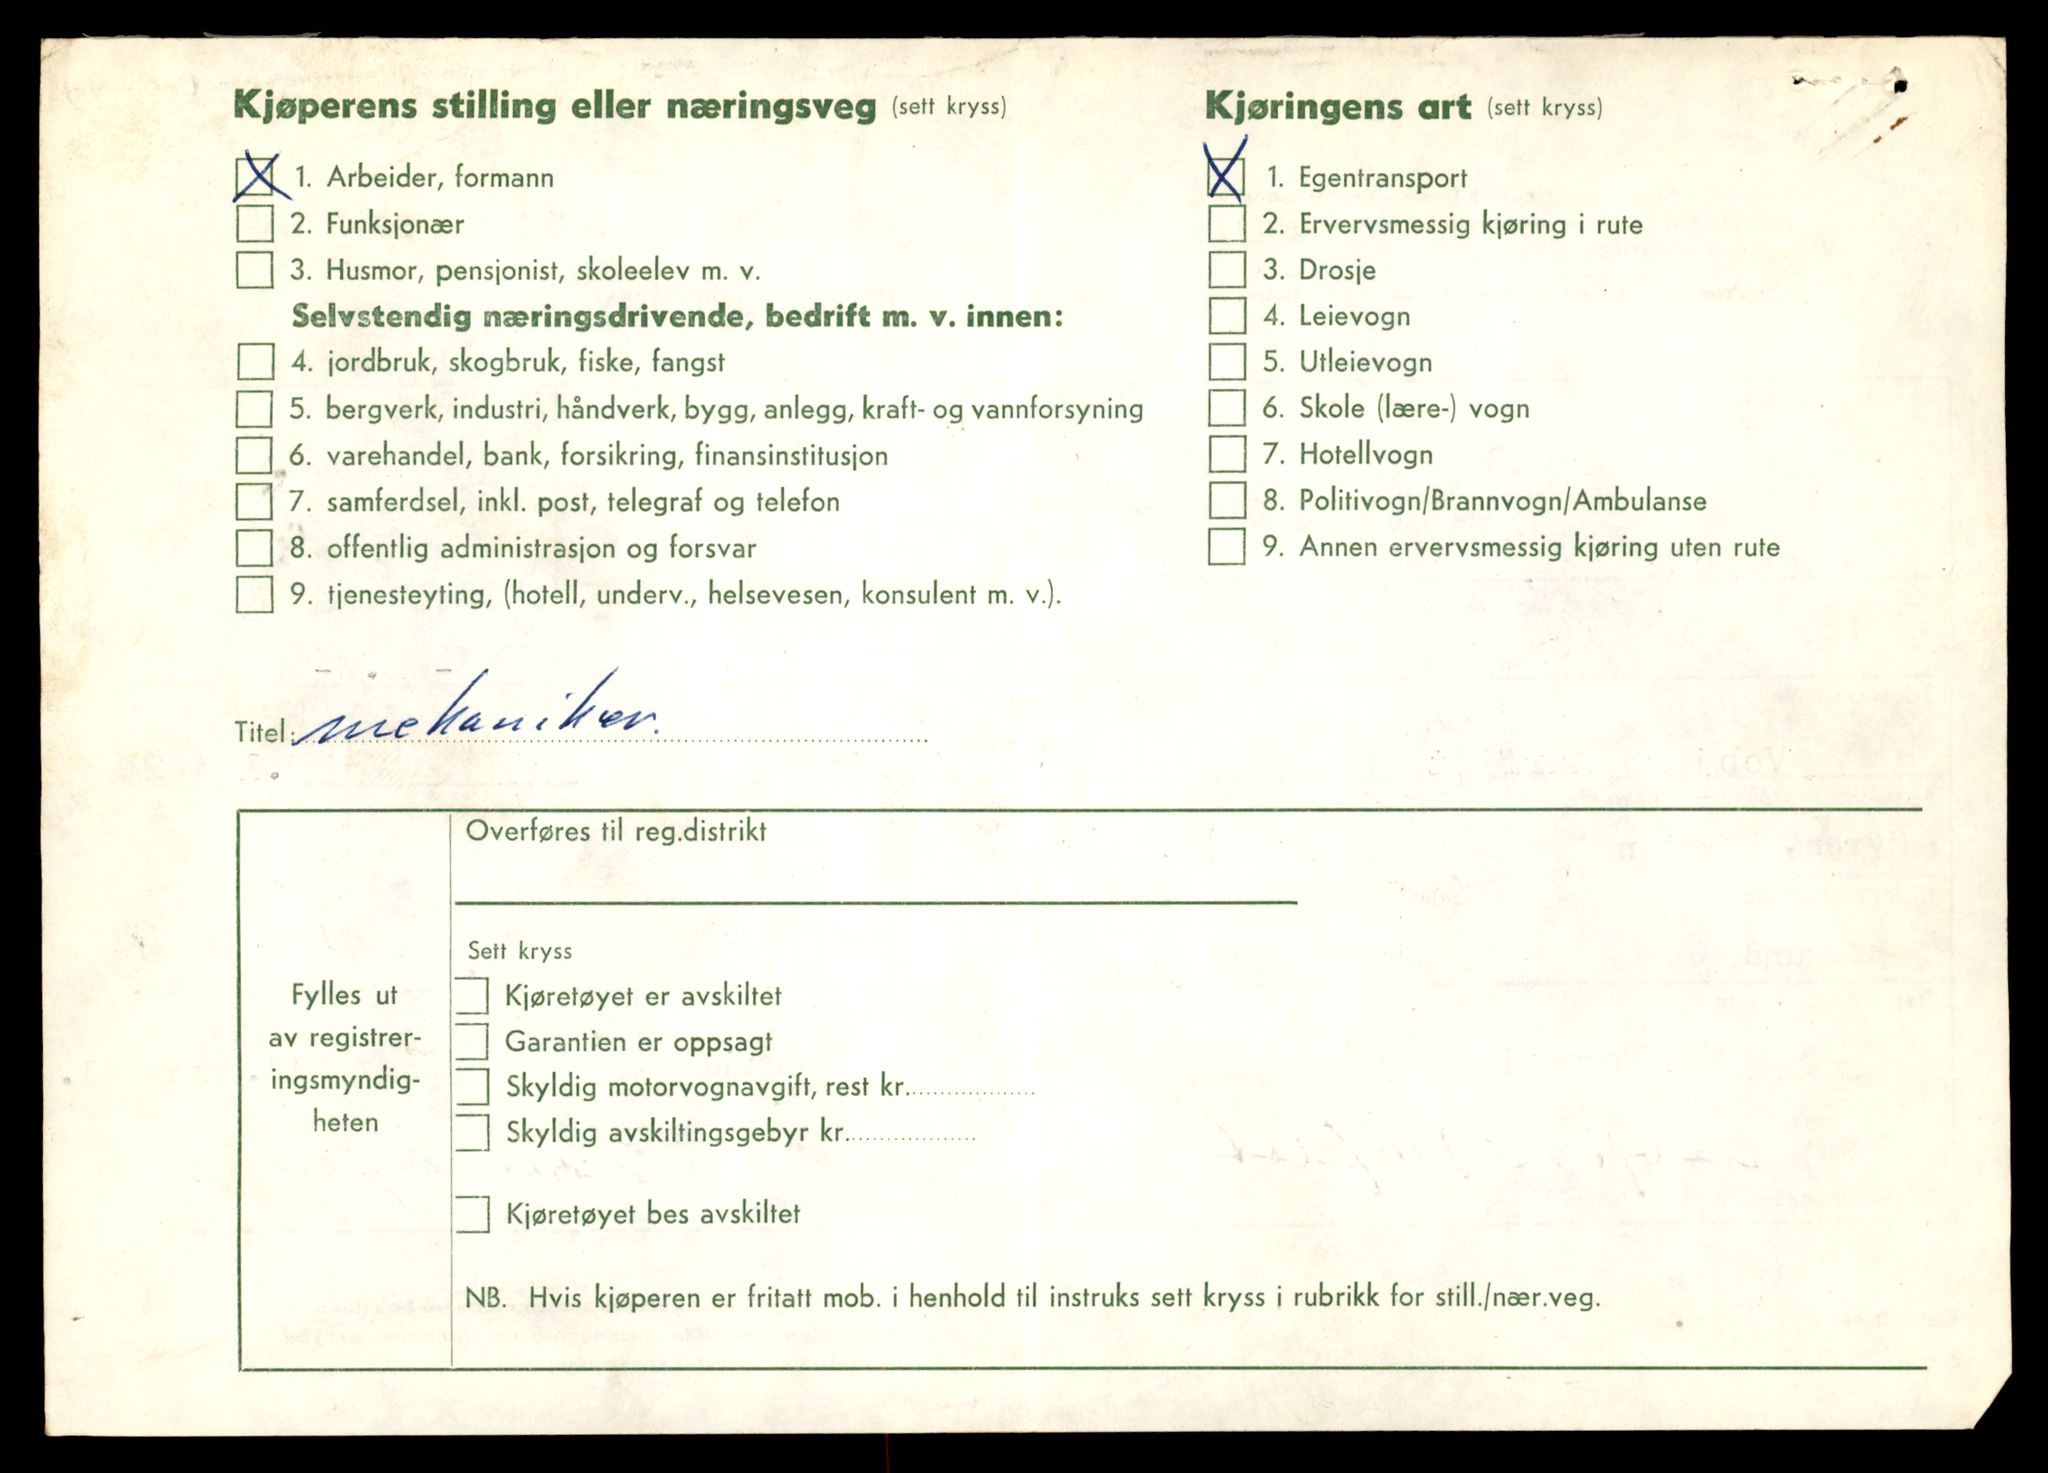 Kjøperens stilling eller næringsveg (sett kryss)
X 1. Arbeider, formann
2. Funksjonær
3. Husmor, pensjonist, skoleelev m. v.
Selvstendig næringsdrivende, bedrift m. v. innen:
4. jordbruk, skogbruk, fiske, fangst
5. bergverk, industri, håndverk, bygg, anlegg, kraft- og vannforsyning
6. varehandel, bank, forsikring, finansinstitusjon
7. samferdsel, inkl. post, telegraf og telefon
8. offentlig administrasjon og forsvar
9. tjenesteyting, (hotell, underv., helsevesen, konsulent m. v.).
Kjøringens art (sett kryss)
X 1. Egentransport
2. Ervervsmessig kjøring i rute
3. Drosje
4. Leievogn
5. Utleievogn
6. Skole (lære-) vogn
7. Hotellvogn
8. Politivogn/Brannvogn/Ambulanse
9. Annen ervervsmessig kjøring uten rute
Titel: mekaniker.
Fylles ut
av registrer-
ingsmyndig-
heten
Overføres til reg.distrikt
Sett kryss
Kjøretøyet er avskiltet
Garantien er oppsagt
Skyldig motorvognavgift, rest kr.
Skyldig avskiltingsgebyr kr.
Kjøretøyet bes avskiltet
NB. Hvis kjøperen er fritatt mob. i henhold til instruks sett kryss i rubrikk for still./nær.veg.